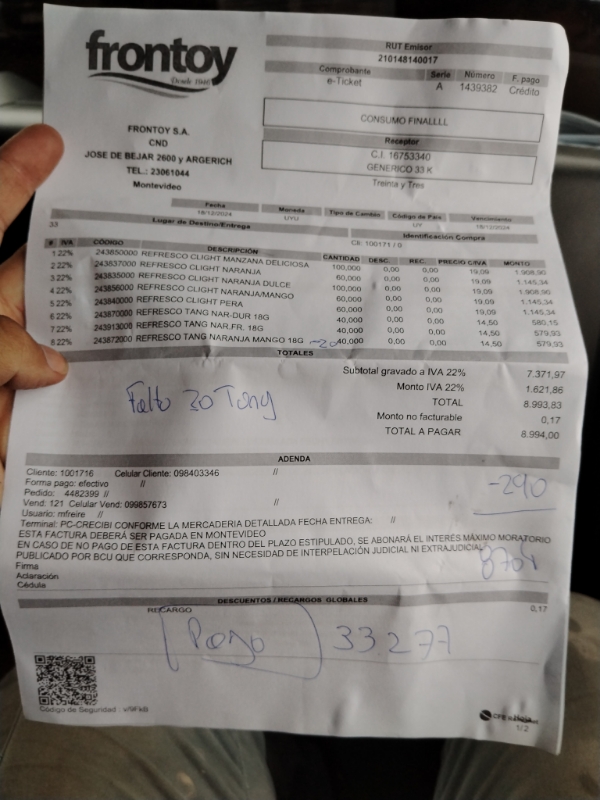 frontoy
Desde 1940
FRONTOY S.A.
CND
JOSE DE BEJAR 2600 y ARGERICH
TEL.: 23061044
Montevideo
RUT Emisor
210148140017
Comprobante Serie Número F. pago
e-Ticket A 1439382 Crédito
CONSUMO FINALLLL
Receptor
C.I. 16753340
GENERICO 33 K
Treinta y Tres
Fecha Moneda Tipo de Cambio Código de País Vencimiento
18/12/2024 UYU UY 18/12/2024
Lugar de Destino/Entrega Identificación Compra
33 Cli: 100171 / 0
# IVA CÓDIGO DESCRIPCIÓN CANTIDAD DESC. REC. PRECIO C/IVA MONTO
1 22% 243850000 REFRESCO CLIGHT MANZANA DELICIOSA 100,000 0,00 0,00 19,09 1.908,90
2 22% 243837000 REFRESCO CLIGHT NARANJA 60,000 0,00 0,00 19,09 1.145,34
3 22% 243835000 REFRESCO CLIGHT NARANJA DULCE 100,000 0,00 0,00 19,09 1.908,90
4 22% 243856000 REFRESCO CLIGHT NARANJA/MANGO 60,000 0,00 0,00 19,09 1.145,34
5 22% 243840000 REFRESCO CLIGHT PERA 60,000 0,00 0,00 19,09 1.145,34
6 22% 243870000 REFRESCO TANG NAR-DUR 18G 40,000 0,00 0,00 14,50 580,15
7 22% 243913000 REFRESCO TANG NAR.FR. 18G 40,000 0,00 0,00 14,50 579,93
8 22% 243872000 REFRESCO TANG NARANJA MANGO 18G -20 40,000 0,00 0,00 14,50 579,93
TOTALES
Subtotal gravado a IVA 22% 7.371,97
Monto IVA 22% 1.621,86
TOTAL 8.993,83
Monto no facturable 0,17
TOTAL A PAGAR 8.994,00
Falto 20 Tang
ADENDA
Cliente: 1001716 Celular Cliente: 098403346 //
Forma pago: efectivo //
Pedido: 4482399 //
Vend: 121 Celular Vend: 099857673 //
Usuario: mfreire //
Terminal: PC-RECIBI CONFORME LA MERCADERIA DETALLADA FECHA ENTREGA: //
ESTA FACTURA DEBERÁ SER PAGADA EN MONTEVIDEO
EN CASO DE NO PAGO DE ESTA FACTURA DENTRO DEL PLAZO ESTIPULADO, SE ABONARÁ EL INTERÉS MÁXIMO MORATORIO
PUBLICADO POR BCU QUE CORRESPONDA, SIN NECESIDAD DE INTERPELACIÓN JUDICIAL NI EXTRAJUDICIAL
-290
8704
Firma
Aclaración
Cédula
DESCUENTOS / RECARGOS GLOBALES
RECARGO 0,17
Pago 33.277
Código de Seguridad :
Hoja
1/2